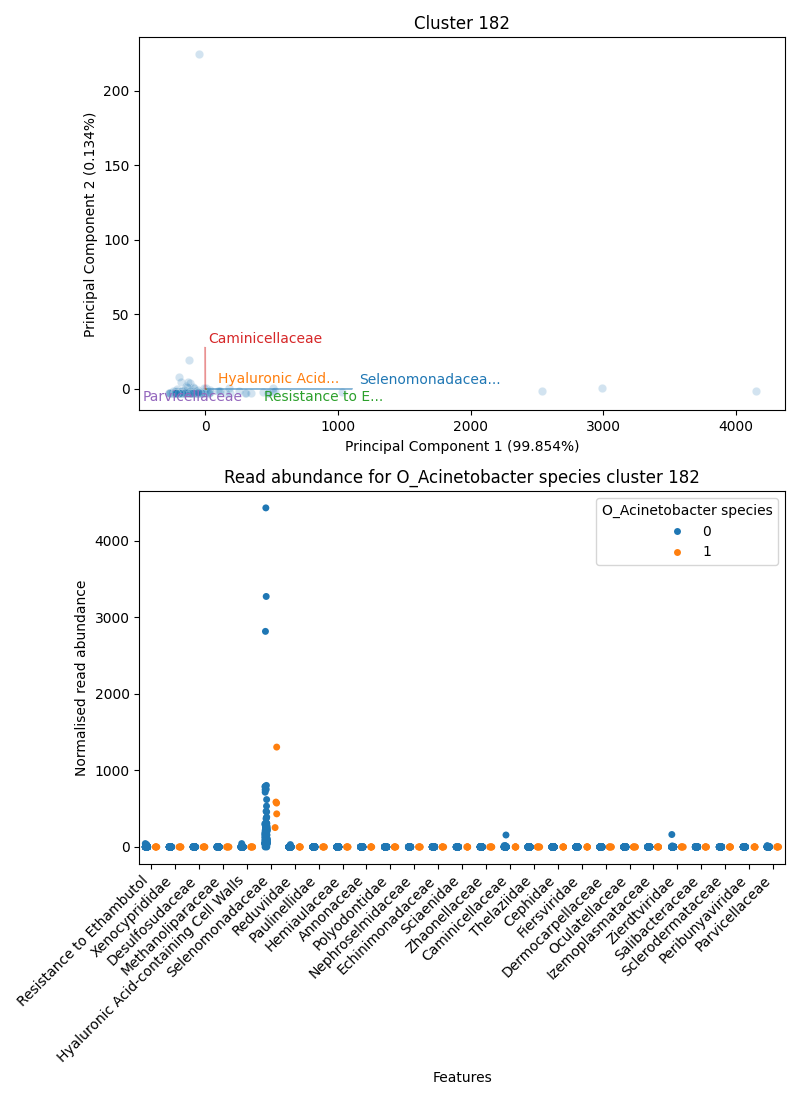 Cluster 182
Principal Component 2 (0.134%)
200
150
100
50
0
Caminicellaceae
Hyaluronic Acid...
Selenomonadacea...
Parvicellaceae
Resistance to E...
0
1000
2000
3000
4000
Principal Component 1 (99.854%)
Read abundance for O_Acinetobacter species cluster 182
Normalised read abundance
4000
3000
2000
1000
0
O_Acinetobacter species
0
1
Resistance to Ethambutol
Xenocyprididae
Desulfosudaceae
Methanoliparaceae
Hyaluronic Acid-containing Cell Walls
Selenomonadaceae
Reduviidae
Paulinellidae
Hemiaulaceae
Annonaceae
Polyodontidae
Nephroselmidaceae
Echinimonadaceae
Sciaenidae
Zhaonellaceae
Caminicellaceae
Thelaziidae
Cephidae
Fiersviridae
Dermocarpellaceae
Oculatellaceae
Izemoplasmataceae
Zierdtviridae
Salibacteraceae
Sclerodermataceae
Peribunyaviridae
Parvicellaceae
Features